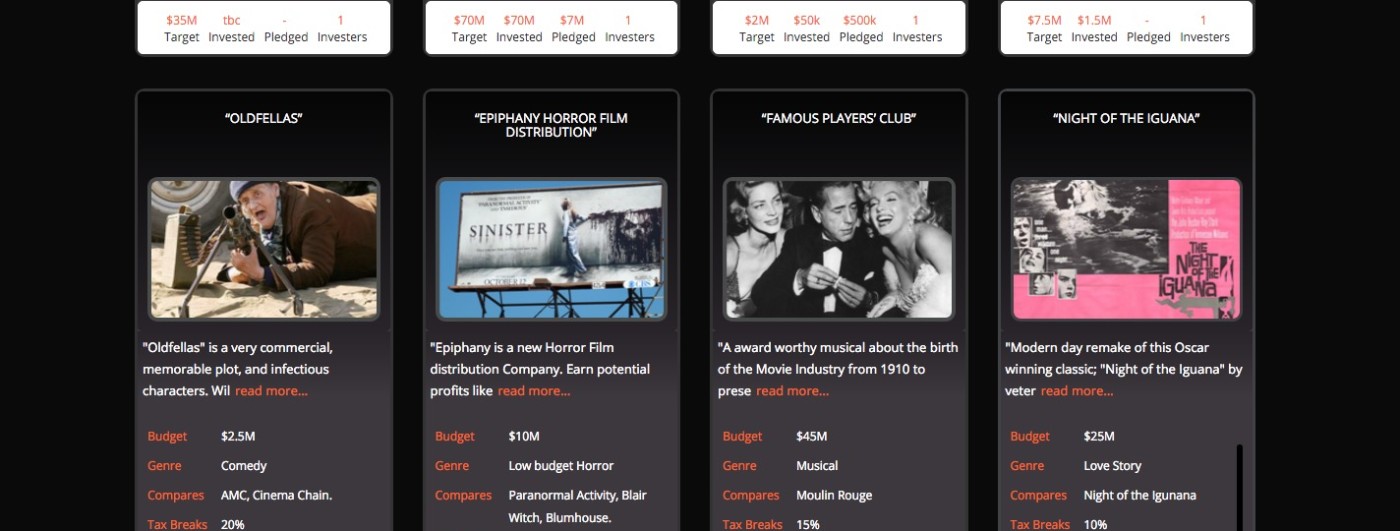 $35M tbc - 1
Target Invested Pledged Investers
$70M $70M $7M 1
Target Invested Pledged Investers
$2M $50k $500k 1
Target Invested Pledged Investers
$7.5M $1.5M - 1
Target Invested Pledged Investers
“OLDFELLAS”
"Oldfellas" is a very commercial,
memorable plot, and infectious
characters. Wil read more...
Budget $2.5M
Genre Comedy
Compares AMC, Cinema Chain.
Tax Breaks 20%
“EPIPHANY HORROR FILM
DISTRIBUTION”
PARANORMAL ACTIVITY
SINISTER
OCTOBER 12
CBS
"Epiphany is a new Horror Film
distribution Company. Earn potential
profits like read more...
Budget $10M
Genre Low budget Horror
Compares Paranormal Activity, Blair
Witch, Blumhouse.
“FAMOUS PLAYERS’ CLUB”
"A award worthy musical about the birth
of the Movie Industry from 1910 to
prese read more...
Budget $45M
Genre Musical
Compares Moulin Rouge
Tax Breaks 15%
“NIGHT OF THE IGUANA”
THE
NIGHT
OF THE
IGUANA
"Modern day remake of this Oscar
winning classic; "Night of the Iguana" by
veter read more...
Budget $25M
Genre Love Story
Compares Night of the Igunana
Tax Breaks 10%